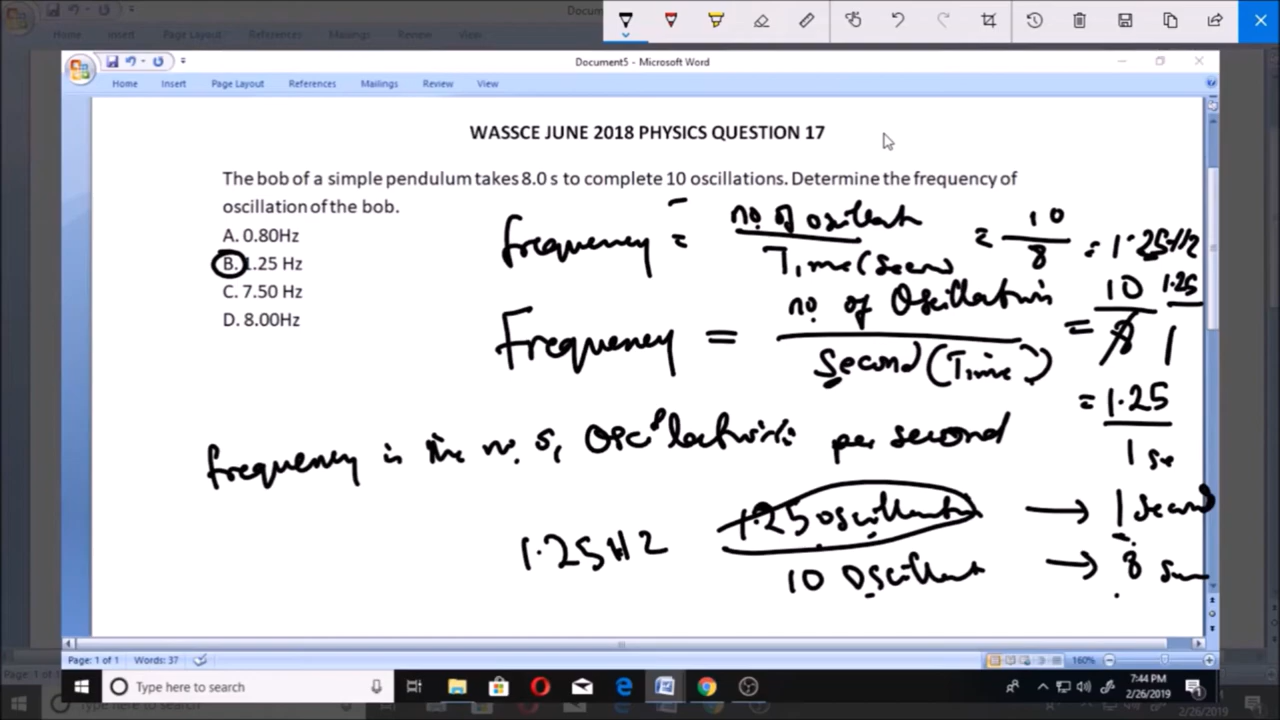 Document5 - Microsoft Word
Home Insert Page Layout References Mailings Review View
WASSCE JUNE 2018 PHYSICS QUESTION 17
The bob of a simple pendulum takes 8.0 s to complete 10 oscillations. Determine the frequency of
oscillation of the bob.
A. 0.80Hz
B. 1.25 Hz
C. 7.50 Hz
D. 8.00Hz
frequency = no. of oscillat / Time (Secon = 10 / 8 = 1.25Hz
Frequency = no. of Oscillation / Second (Time) = 10 / 8 1.25 / 1
= 1.25 / 1 se
frequency is the no. of Oscillations per second
1.25Hz
1.25 oscillati → 1 second
10 Oscillat → 8
Page: 1 of 1 Words: 37 160%
Type here to search
7:44 PM
2/26/2019